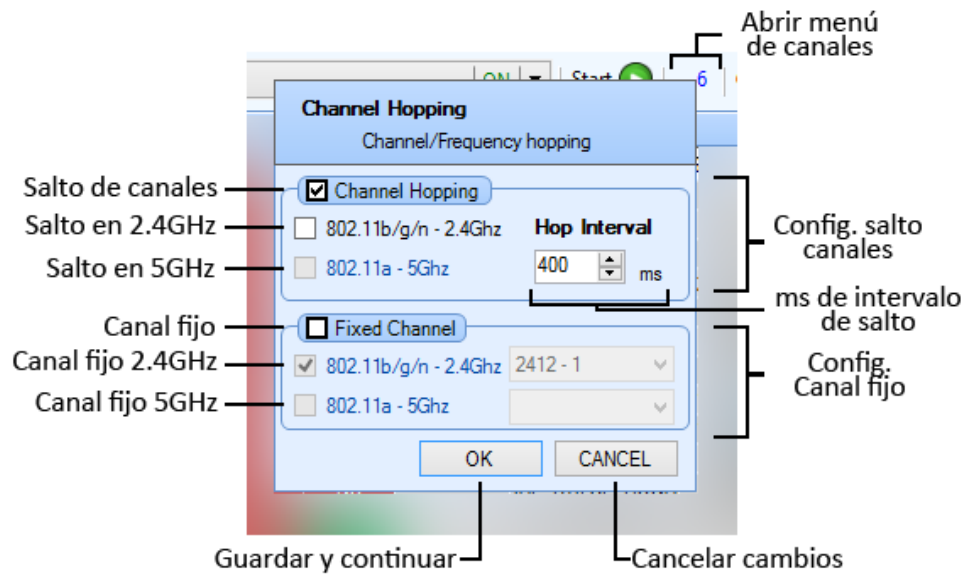 Abrir menú
de canales
ON
Start
6
Channel Hopping
Channel/Frequency hopping
Salto de canales
Channel Hopping
Salto en 2.4GHz
802.11b/g/n - 2.4Ghz
Hop Interval
Config. salto
canales
Salto en 5GHz
802.11a - 5Ghz
400
ms
ms de intervalo
de salto
Canal fijo
Fixed Channel
Canal fijo 2.4GHz
802.11b/g/n - 2.4Ghz
2412 - 1
Config.
Canal fijo
Canal fijo 5GHz
802.11a - 5Ghz
OK
CANCEL
Guardar y continuar
Cancelar cambios